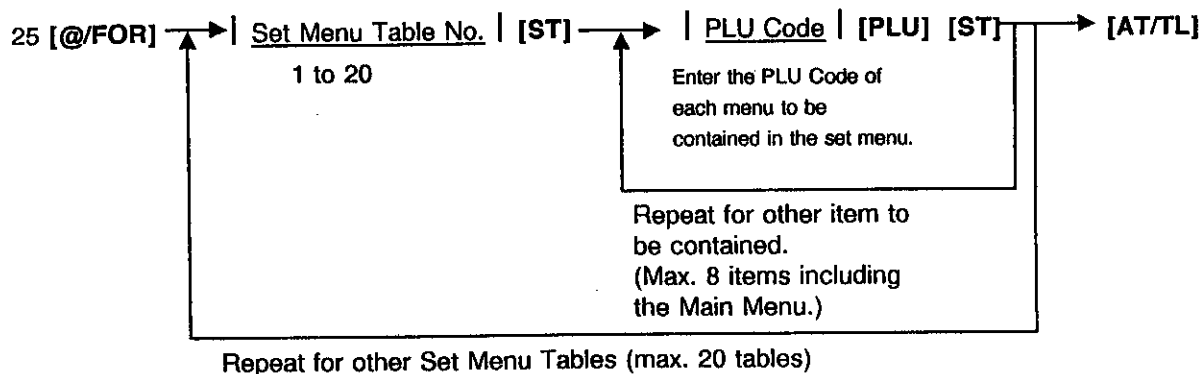 25 [@/FOR] | Set Menu Table No. | [ST] | PLU Code | [PLU] [ST] [AT/TL]
1 to 20
Enter the PLU Code of
each menu to be
contained in the set menu.
Repeat for other item to
be contained.
(Max. 8 items including
the Main Menu.)
Repeat for other Set Menu Tables (max. 20 tables)